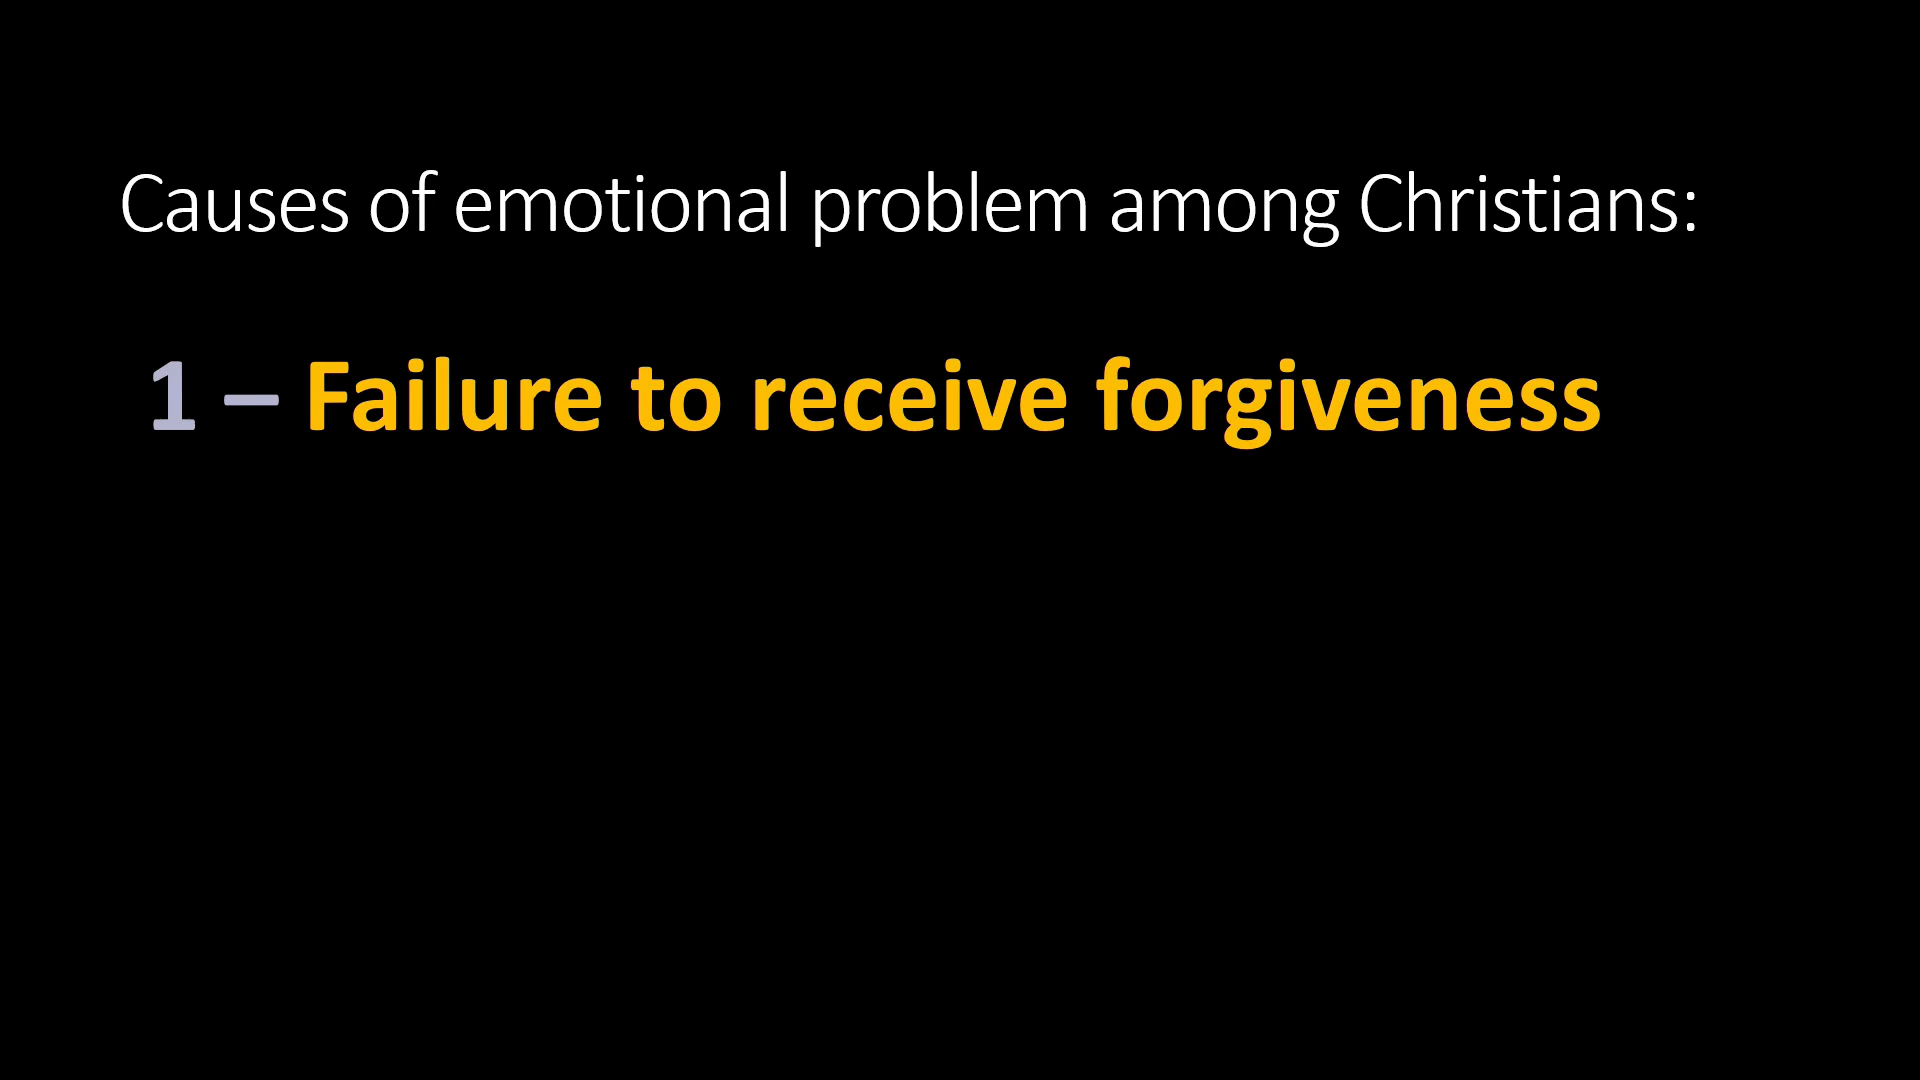 Causes of emotional problem among Christians:
1 – Failure to receive forgiveness